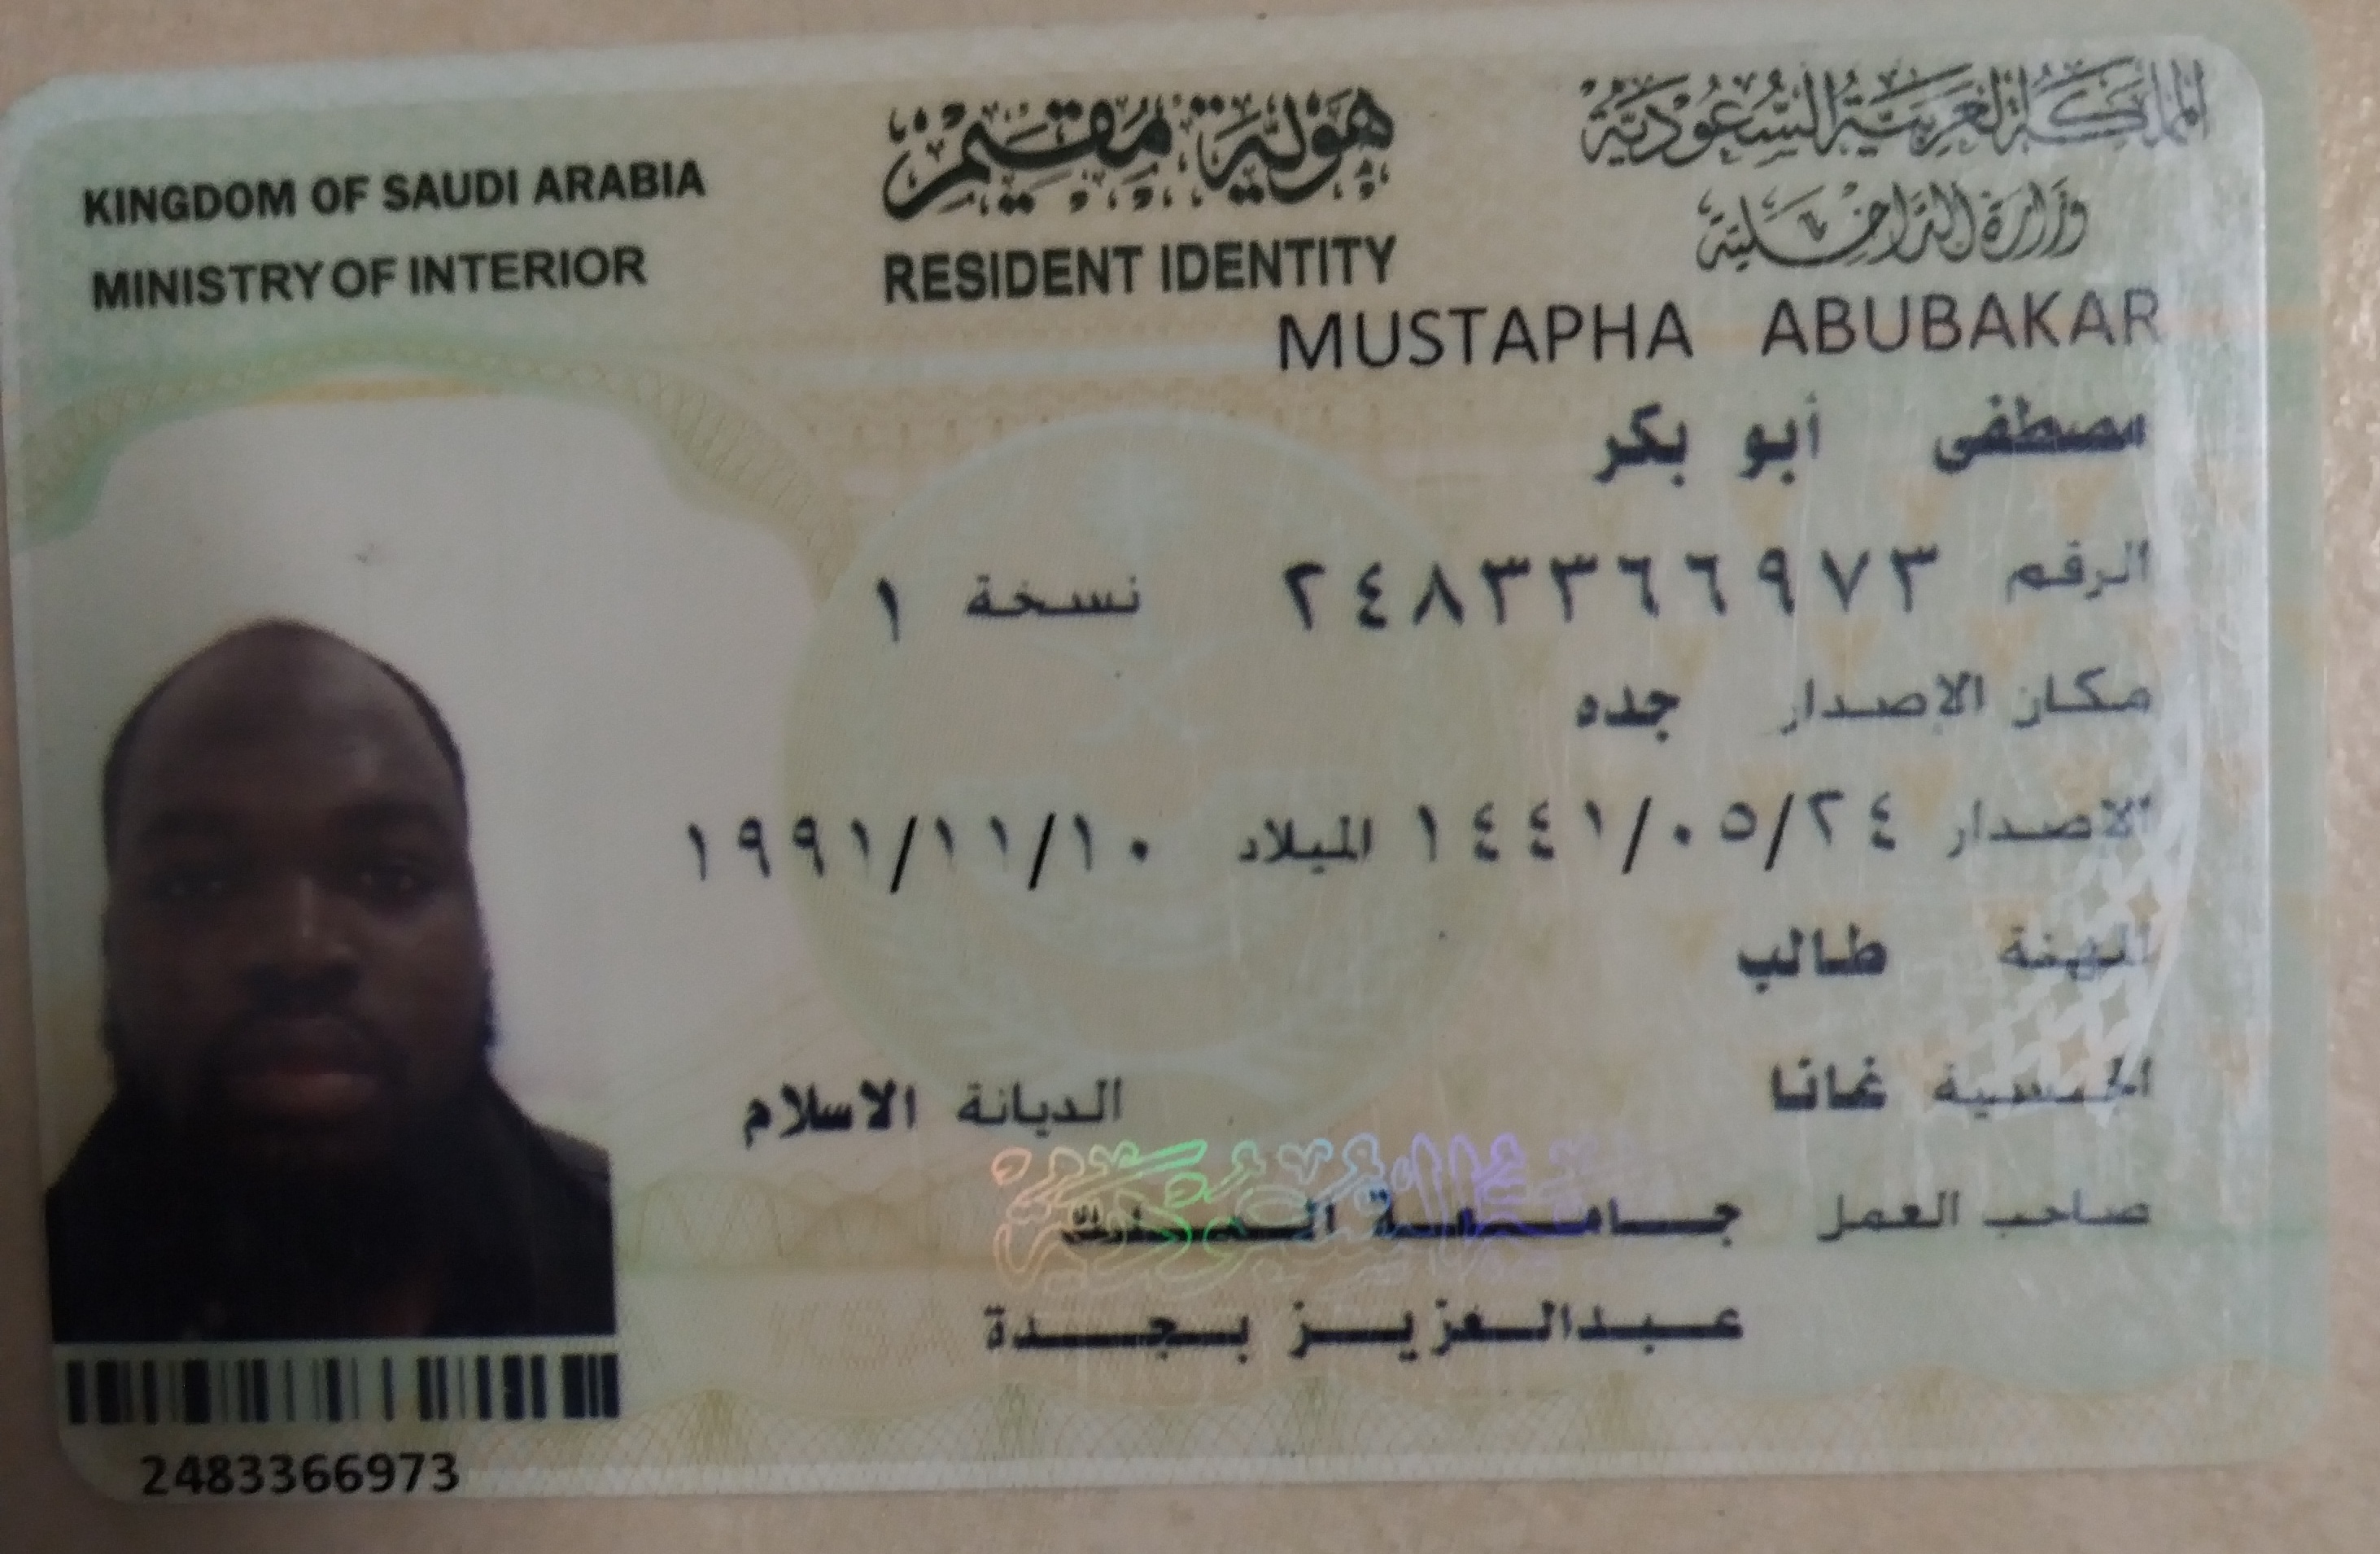 المملكة العربية السعودية
وزارة الداخلية
هوية مقيم
RESIDENT IDENTITY
KINGDOM OF SAUDI ARABIA
MINISTRY OF INTERIOR
MUSTAPHA ABUBAKAR
مصطفى أبو بكر
الرقم ٢٤٨٣٣٦٦٩٧٣ نسخة ١
مكان الاصدار جده
الاصدار ١٤٤١/٠٥/٢٤ الميلاد ١٩٩١/١١/١٠
المهنة طالب
الجنسية غانا الديانة الاسلام
صاحب العمل جامعة الملك
عبدالعزيز بجدة
2483366973